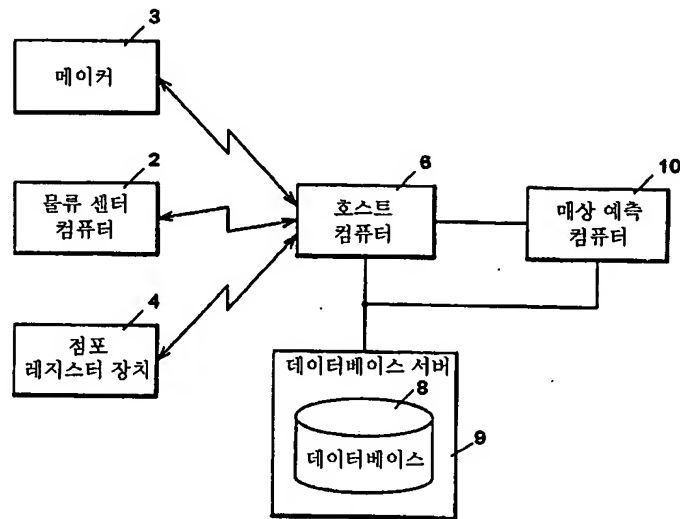 3
메이커
2
물류 센터
컴퓨터
4
점포
레지스터 장치
6
호스트
컴퓨터
10
매상 예측
컴퓨터
데이터베이스 서버
8
데이터베이스
9